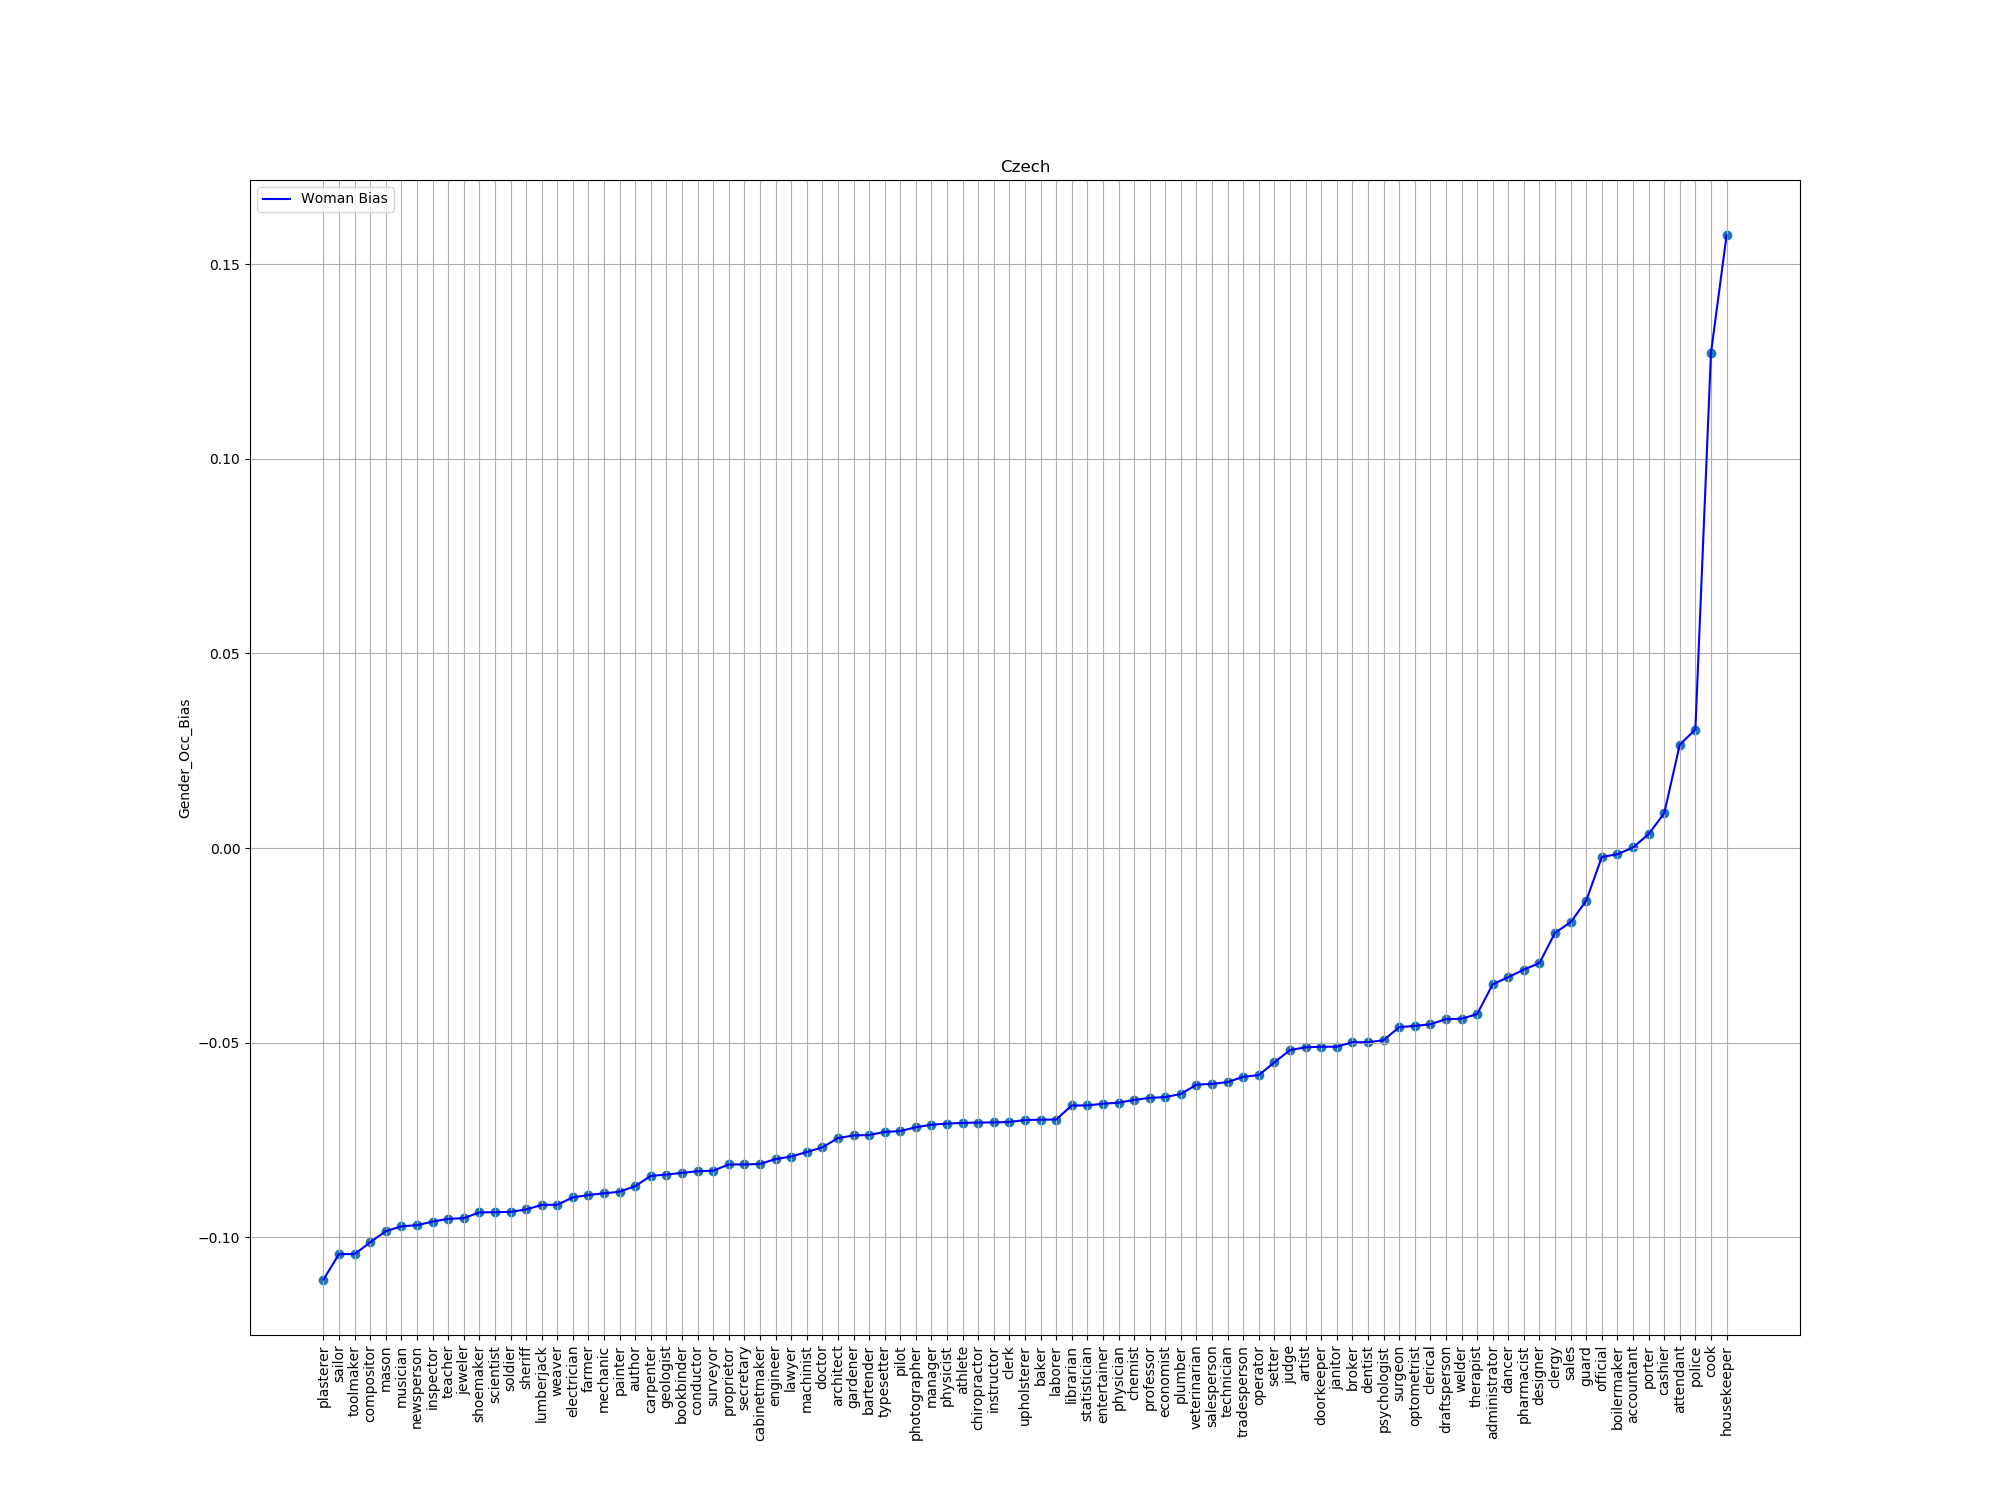 Czech
Woman Bias
0.15
0.10
0.05
0.00
−0.05
−0.10
Gender_Occ_Bias
plasterer
sailor
toolmaker
compositor
mason
musician
newsperson
inspector
teacher
jeweler
shoemaker
scientist
soldier
sheriff
lumberjack
weaver
electrician
farmer
mechanic
painter
author
carpenter
geologist
bookbinder
conductor
surveyor
proprietor
secretary
cabinetmaker
engineer
lawyer
machinist
doctor
architect
gardener
bartender
typesetter
pilot
photographer
manager
physicist
athlete
chiropractor
instructor
clerk
upholsterer
baker
laborer
librarian
statistician
entertainer
physician
chemist
professor
economist
plumber
veterinarian
salesperson
technician
tradesperson
operator
setter
judge
artist
doorkeeper
janitor
broker
dentist
psychologist
surgeon
optometrist
clerical
draftsperson
welder
therapist
administrator
dancer
pharmacist
designer
clergy
sales
guard
official
boilermaker
accountant
porter
cashier
attendant
police
cook
housekeeper